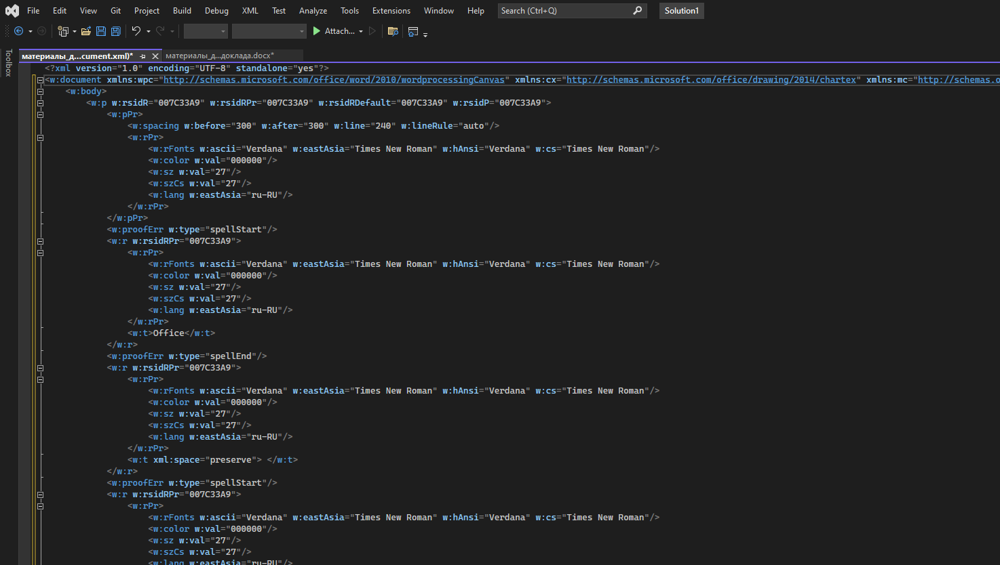 File Edit View Git Project Build Debug XML Test Analyze Tools Extensions Window Help Search (Ctrl+Q) Solution1
Attach...
Toolbox
материалы_д...cument.xml)* материалы_д...доклада.docx*
<?xml version="1.0" encoding="UTF-8" standalone="yes"?>
<w:document xmlns:wpc="http://schemas.microsoft.com/office/word/2010/wordprocessingCanvas" xmlns:cx="http://schemas.microsoft.com/office/drawing/2014/chartex" xmlns:mc="http://schemas.o
<w:body>
<w:p w:rsidR="007C33A9" w:rsidRPr="007C33A9" w:rsidRDefault="007C33A9" w:rsidP="007C33A9">
<w:pPr>
<w:spacing w:before="300" w:after="300" w:line="240" w:lineRule="auto"/>
<w:rPr>
<w:rFonts w:ascii="Verdana" w:eastAsia="Times New Roman" w:hAnsi="Verdana" w:cs="Times New Roman"/>
<w:color w:val="000000"/>
<w:sz w:val="27"/>
<w:szCs w:val="27"/>
<w:lang w:eastAsia="ru-RU"/>
</w:rPr>
</w:pPr>
<w:proofErr w:type="spellStart"/>
<w:r w:rsidRPr="007C33A9">
<w:rPr>
<w:rFonts w:ascii="Verdana" w:eastAsia="Times New Roman" w:hAnsi="Verdana" w:cs="Times New Roman"/>
<w:color w:val="000000"/>
<w:sz w:val="27"/>
<w:szCs w:val="27"/>
<w:lang w:eastAsia="ru-RU"/>
</w:rPr>
<w:t>Office</w:t>
</w:r>
<w:proofErr w:type="spellEnd"/>
<w:r w:rsidRPr="007C33A9">
<w:rPr>
<w:rFonts w:ascii="Verdana" w:eastAsia="Times New Roman" w:hAnsi="Verdana" w:cs="Times New Roman"/>
<w:color w:val="000000"/>
<w:sz w:val="27"/>
<w:szCs w:val="27"/>
<w:lang w:eastAsia="ru-RU"/>
</w:rPr>
<w:t xml:space="preserve"> </w:t>
</w:r>
<w:proofErr w:type="spellStart"/>
<w:r w:rsidRPr="007C33A9">
<w:rPr>
<w:rFonts w:ascii="Verdana" w:eastAsia="Times New Roman" w:hAnsi="Verdana" w:cs="Times New Roman"/>
<w:color w:val="000000"/>
<w:sz w:val="27"/>
<w:szCs w:val="27"/>
<w:lang w:eastAsia="ru-RU"/>